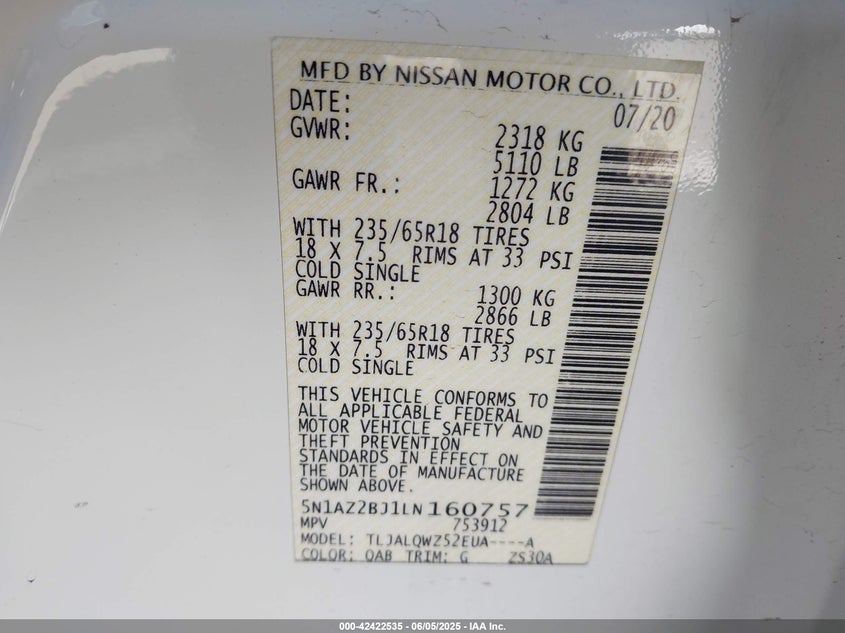 MFD BY NISSAN MOTOR CO., LTD.
DATE: 07/20
GVWR: 2318 KG
5110 LB
GAWR FR.: 1272 KG
2804 LB
WITH 235/65R18 TIRES
18 X 7.5 RIMS AT 33 PSI
COLD SINGLE
GAWR RR.: 1300 KG
2866 LB
WITH 235/65R18 TIRES
18 X 7.5 RIMS AT 33 PSI
COLD SINGLE
THIS VEHICLE CONFORMS TO
ALL APPLICABLE FEDERAL
MOTOR VEHICLE SAFETY AND
THEFT PREVENTION
STANDARDS IN EFFECT ON
THE DATE OF MANUFACTURE
SHOWN ABOVE.
5N1AZ2BJ1LN160757
MPV 753912
MODEL: TLJALQWZ52EUA----A
COLOR: QAB TRIM: G ZS30A
000-42422535 - 06/05/2025 - IAA Inc.